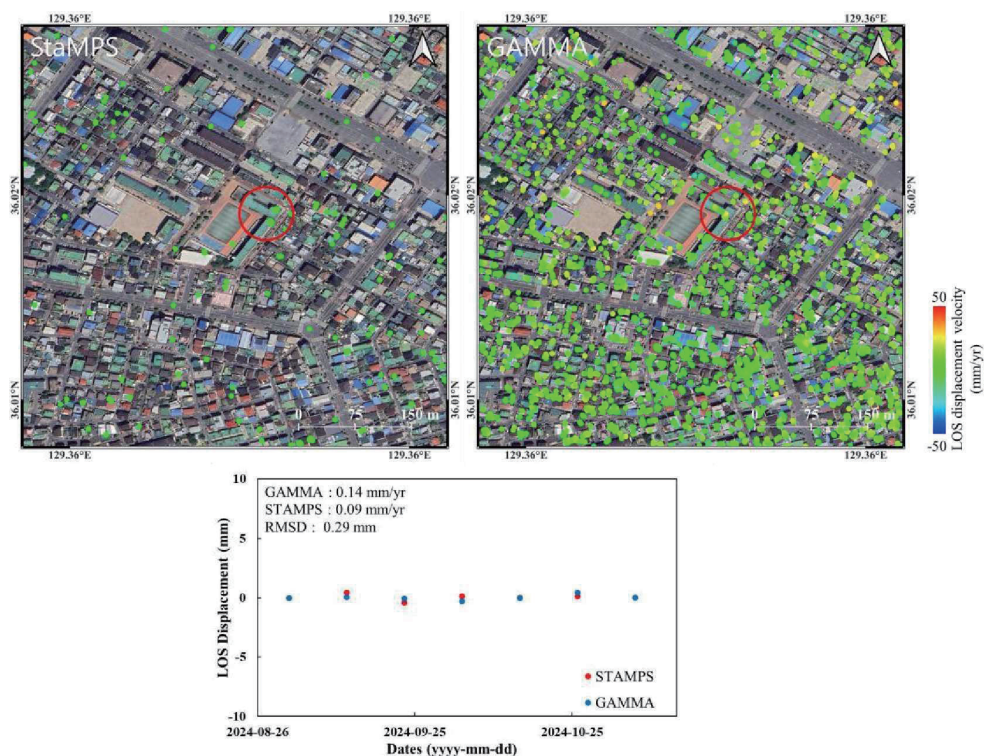 129.36°E
129.36°E
129.36°E
129.36°E
StaMPS
GAMMA
36.02°N
36.02°N
36.02°N
36.01°N
36.01°N
36.01°N
0 75 150 m
0 75 150 m
129.36°E
129.36°E
129.36°E
129.36°E
50
-50
LOS displacement velocity
(mm/yr)
GAMMA : 0.14 mm/yr
STAMPS : 0.09 mm/yr
RMSD : 0.29 mm
10
5
0
-5
-10
LOS Displacement (mm)
STAMPS
GAMMA
2024-08-26
2024-09-25
2024-10-25
Dates (yyyy-mm-dd)